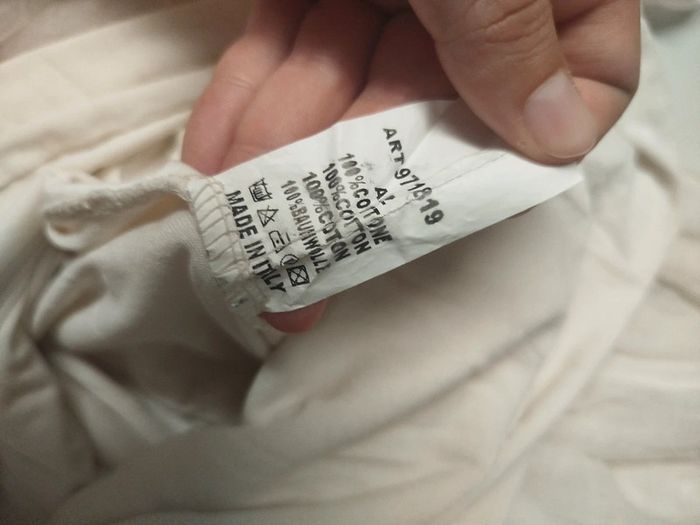 ART 971819
AL
100%COTONE
100%COTTON
100%COTON
100%BAUMWOLL
MADE IN ITALY